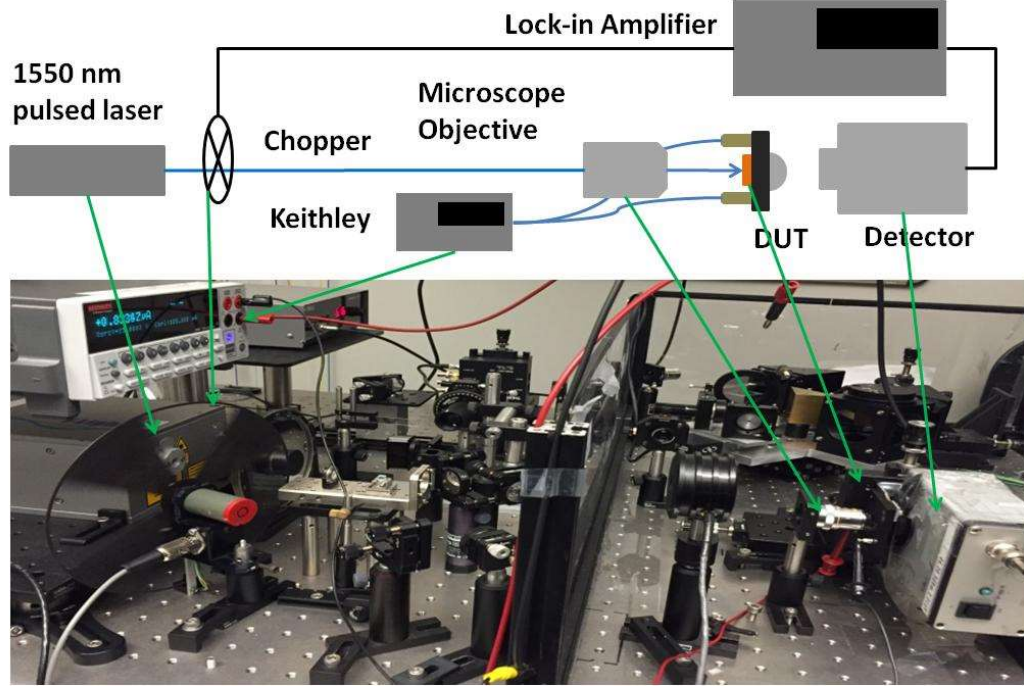 Lock-in Amplifier
1550 nm
pulsed laser
Microscope
Objective
Chopper
Keithley
DUT
Detector